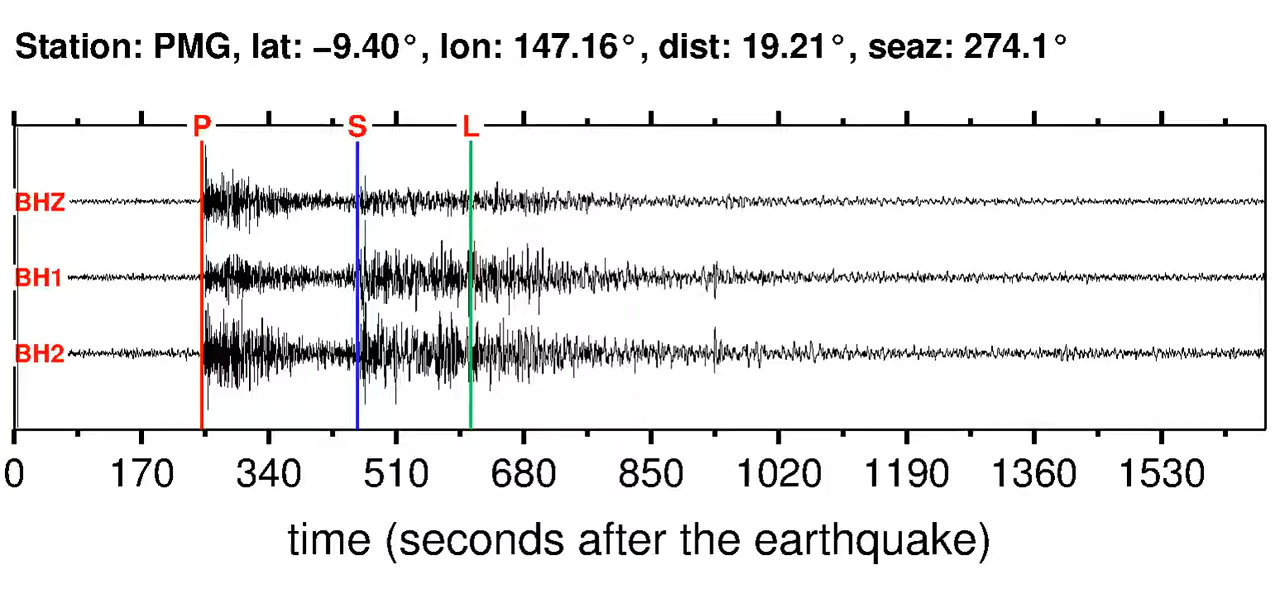 Station: PMG, lat: −9.40°, lon: 147.16°, dist: 19.21°, seaz: 274.1°
P S L
BHZ
BH1
BH2
0 170 340 510 680 850 1020 1190 1360 1530
time (seconds after the earthquake)